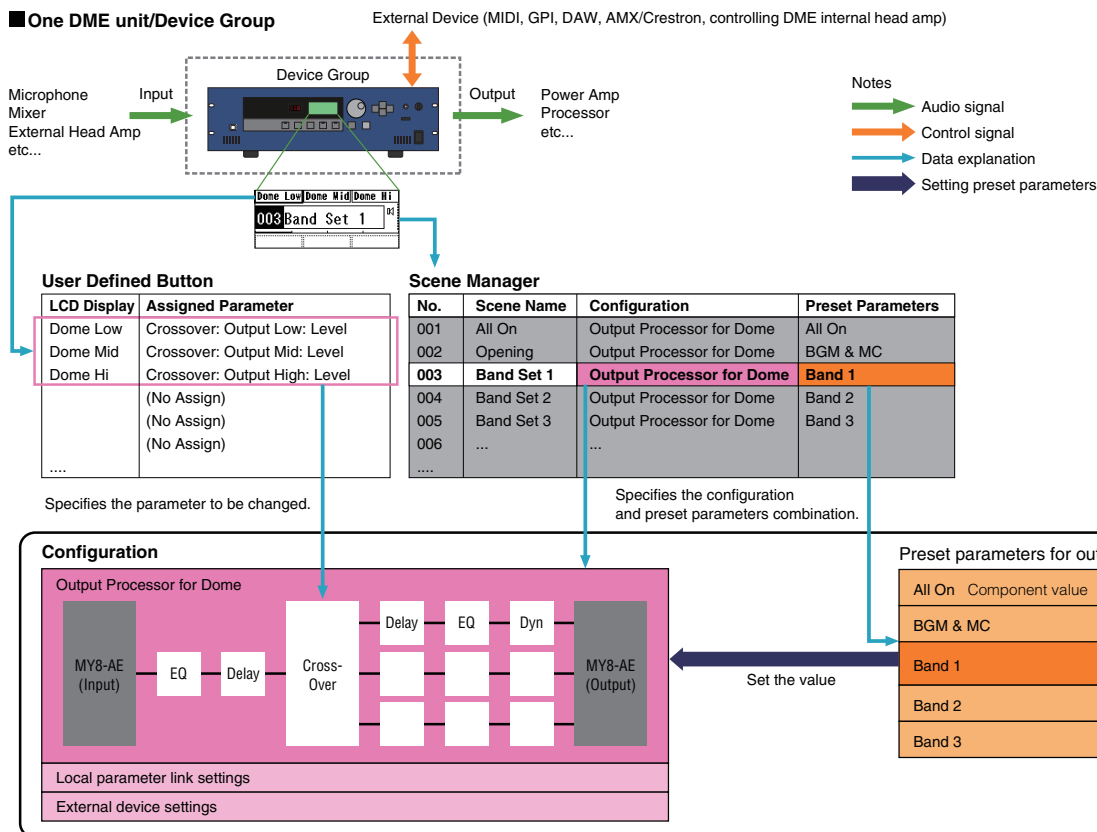 ■One DME unit/Device Group
External Device (MIDI, GPI, DAW, AMX/Crestron, controlling DME internal head amp)
Device Group
Microphone
Mixer
External Head Amp
etc...
Input
Output
Power Amp
Processor
etc...
Notes
Audio signal
Control signal
Data explanation
Setting preset parameters
Dome Low Dome Mid Dome Hi
003 Band Set 1
User Defined Button
LCD Display Assigned Parameter
Dome Low Crossover: Output Low: Level
Dome Mid Crossover: Output Mid: Level
Dome Hi Crossover: Output High: Level
(No Assign)
(No Assign)
(No Assign)
....
Specifies the parameter to be changed.
Scene Manager
No. Scene Name Configuration Preset Parameters
001 All On Output Processor for Dome All On
002 Opening Output Processor for Dome BGM & MC
003 Band Set 1 Output Processor for Dome Band 1
004 Band Set 2 Output Processor for Dome Band 2
005 Band Set 3 Output Processor for Dome Band 3
006 ... ...
....
Specifies the configuration
and preset parameters combination.
Configuration
Output Processor for Dome
MY8-AE
(Input)
EQ
Delay
Cross-
Over
Delay
EQ
Dyn
MY8-AE
(Output)
Local parameter link settings
External device settings
Set the value
Preset parameters for ou
All On Component value
BGM & MC
Band 1
Band 2
Band 3